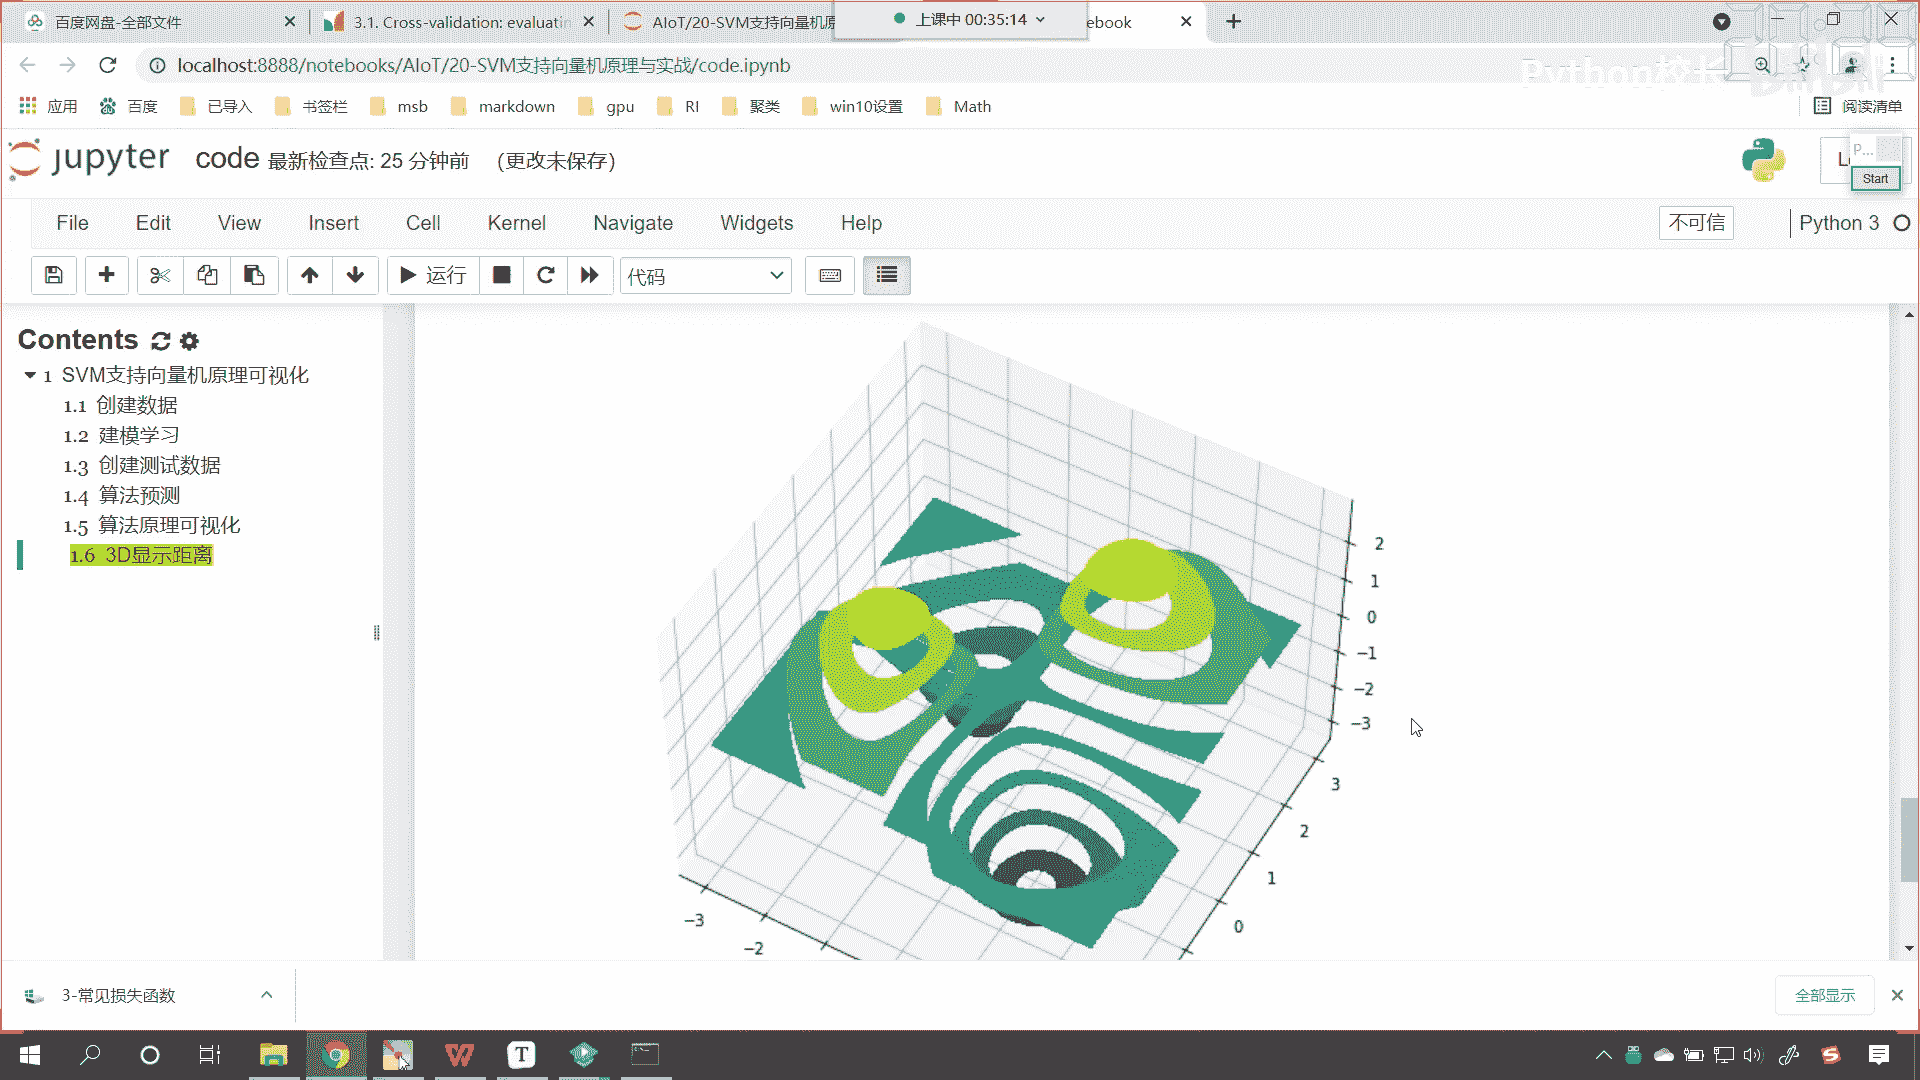 百度网盘-全部文件
3.1. Cross-validation: evaluatin
AIoT/20-SVM支持向量机原
上课中 00:35:14
ebook
localhost:8888/notebooks/AIoT/20-SVM支持向量机原理与实战/code.ipynb
Python校长
应用
百度
已导入
书签栏
msb
markdown
gpu
RI
聚类
win10设置
Math
阅读清单
jupyter
code 最新检查点: 25 分钟前 (更改未保存)
P...
Start
File
Edit
View
Insert
Cell
Kernel
Navigate
Widgets
Help
不可信
Python 3
运行
代码
Contents
1 SVM支持向量机原理可视化
1.1 创建数据
1.2 建模学习
1.3 创建测试数据
1.4 算法预测
1.5 算法原理可视化
1.6 3D显示距离
2
1
0
−1
−2
−3
3
2
1
0
−3
−2
3-常见损失函数
全部显示